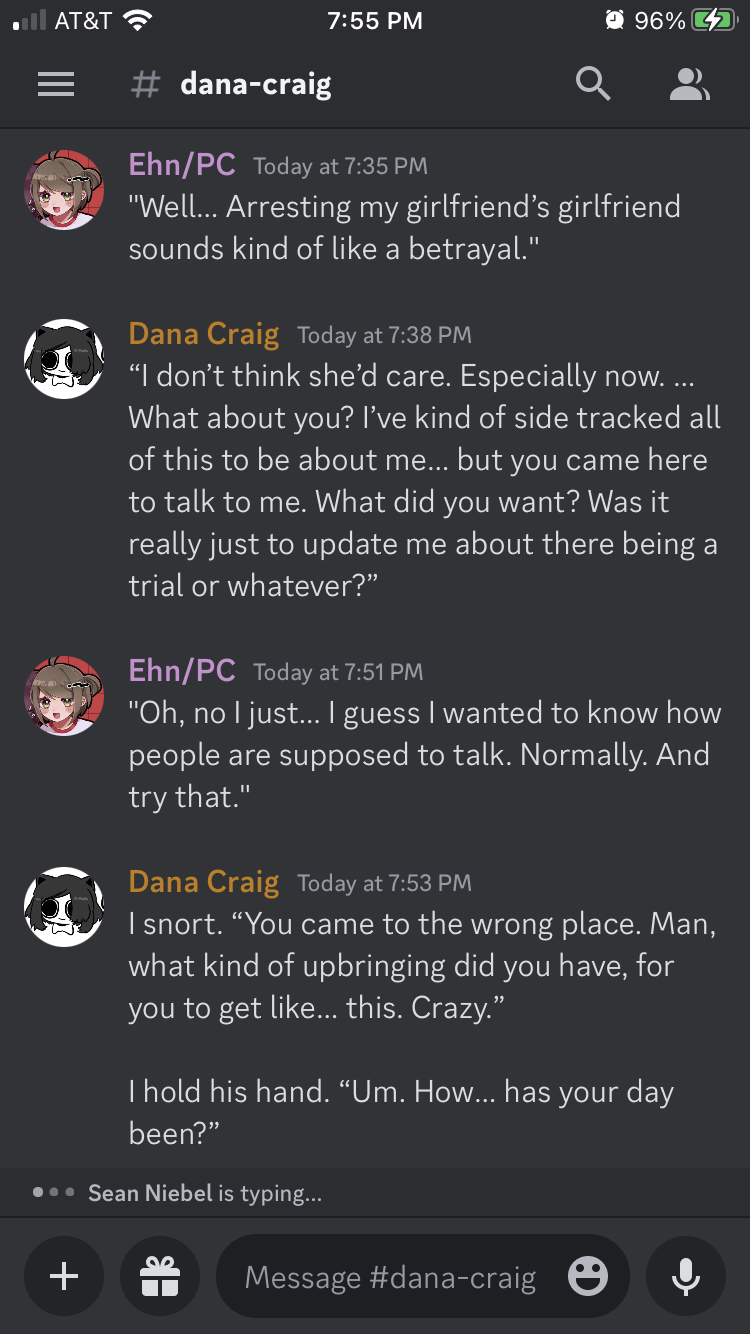 AT&T 7:55 PM 96%
# dana-craig
Ehn/PC Today at 7:35 PM
"Well... Arresting my girlfriend’s girlfriend
sounds kind of like a betrayal."
Dana Craig Today at 7:38 PM
“I don’t think she’d care. Especially now. ...
What about you? I’ve kind of side tracked all
of this to be about me... but you came here
to talk to me. What did you want? Was it
really just to update me about there being a
trial or whatever?”
Ehn/PC Today at 7:51 PM
"Oh, no I just... I guess I wanted to know how
people are supposed to talk. Normally. And
try that."
Dana Craig Today at 7:53 PM
I snort. “You came to the wrong place. Man,
what kind of upbringing did you have, for
you to get like... this. Crazy.”
I hold his hand. “Um. How... has your day
been?”
Sean Niebel is typing...
Message #dana-craig